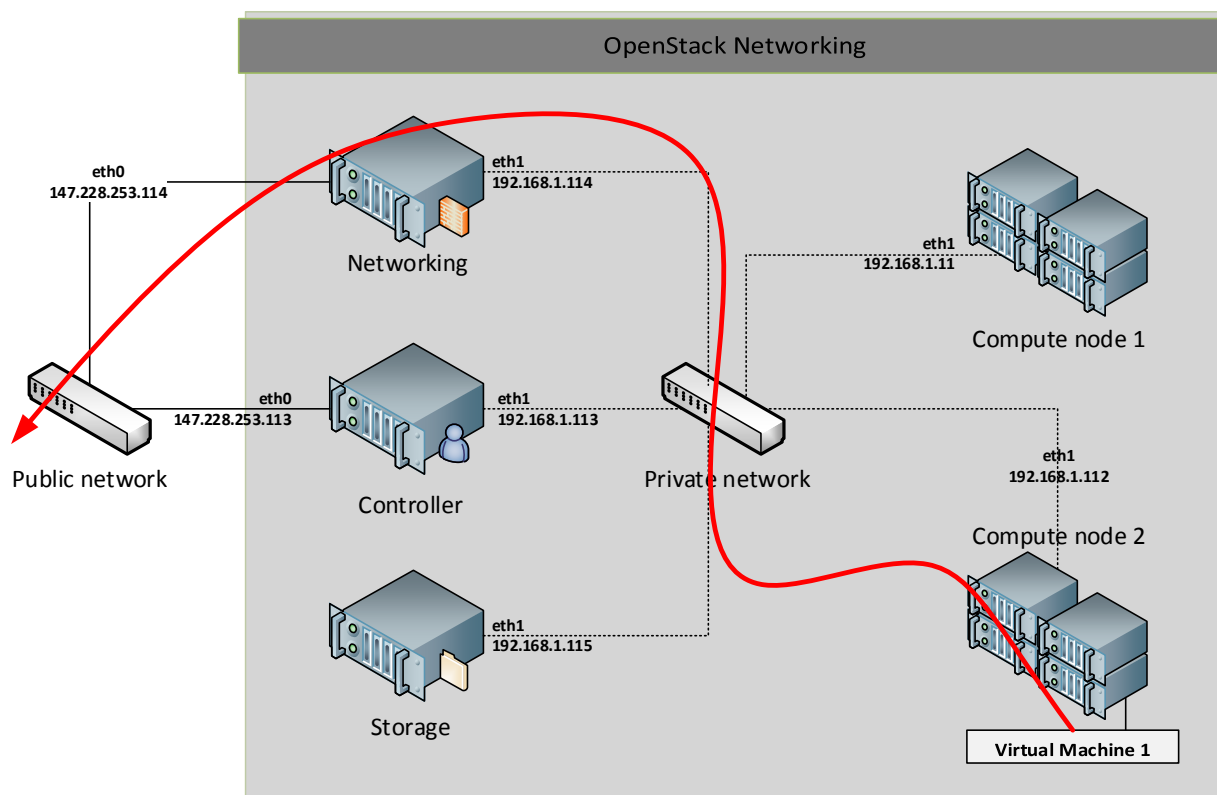 OpenStack Networking
eth0
147.228.253.114
eth1
192.168.1.114
Networking
eth1
192.168.1.11
Compute node 1
eth0
147.228.253.113
eth1
192.168.1.113
Public network
Controller
Private network
eth1
192.168.1.112
Compute node 2
eth1
192.168.1.115
Storage
Virtual Machine 1